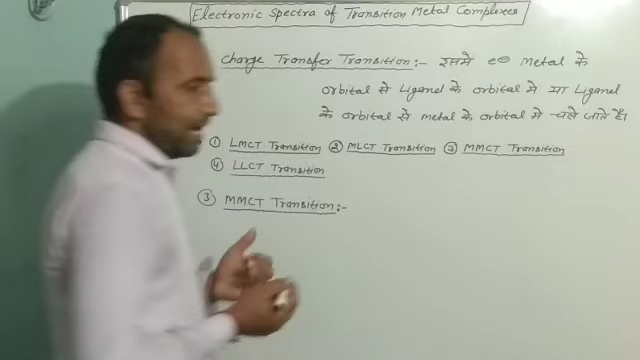 Electronic Spectra of Transition Metal Complexes
Charge Transfer Transition:- इसमें e⊖ Metal के
orbital से Ligand के orbital में या Ligand
के orbital से metal के orbital में चले जाते हैं।
① LMCT Transition ② MLCT Transition ③ MMCT Transition
④ LLCT Transition
③ MMCT Transition:-